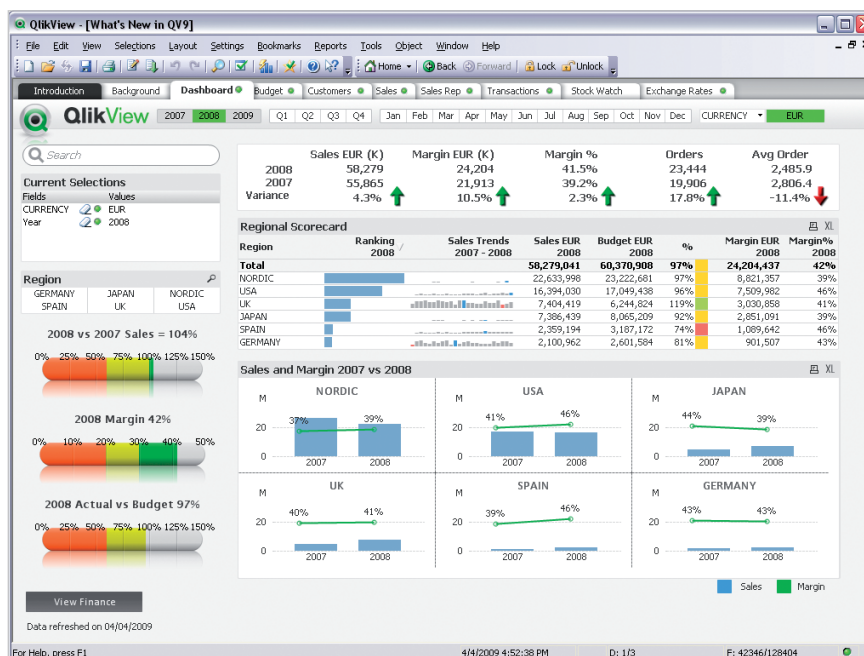 QlikView - [What's New in QV9]
File Edit View Selections Layout Settings Bookmarks Reports Tools Object Window Help
Home Back Forward Lock Unlock
Introduction Background Dashboard Budget Customers Sales Sales Rep Transactions Stock Watch Exchange Rates
QlikView 2007 2008 2009 Q1 Q2 Q3 Q4 Jan Feb Mar Apr May Jun Jul Aug Sep Oct Nov Dec CURRENCY EUR
Search
Current Selections
Fields Values
CURRENCY EUR
Year 2008
Region
GERMANY JAPAN NORDIC
SPAIN UK USA
2008 vs 2007 Sales = 104%
0% 25% 50% 75% 100% 125% 150%
2008 Margin 42%
0% 10% 20% 30% 40% 50%
2008 Actual vs Budget 97%
0% 25% 50% 75% 100% 125% 150%
View Finance
Data refreshed on 04/04/2009
Sales EUR (K) Margin EUR (K) Margin % Orders Avg Order
2008 58,279 24,204 41.5% 23,444 2,485.9
2007 55,865 21,913 39.2% 19,906 2,806.4
Variance 4.3% 10.5% 2.3% 17.8% -11.4%
Regional Scorecard XL
Region Ranking 2008 / Sales Trends 2007 - 2008 Sales EUR 2008 Budget EUR 2008 % Margin EUR 2008 Margin% 2008
Total 58,279,041 60,370,908 97% 24,204,437 42%
NORDIC 22,633,998 23,222,681 97% 8,821,357 39%
USA 16,394,030 17,049,438 96% 7,509,982 46%
UK 7,404,419 6,244,824 119% 3,030,858 41%
JAPAN 7,386,439 8,065,209 92% 2,851,091 39%
SPAIN 2,359,194 3,187,172 74% 1,089,642 46%
GERMANY 2,100,962 2,601,584 81% 901,507 43%
Sales and Margin 2007 vs 2008 XL
NORDIC USA JAPAN
M M M
37% 39% 41% 46% 44% 39%
20 20 20
0 0 0
2007 2008 2007 2008 2007 2008
UK SPAIN GERMANY
M M M
40% 41% 39% 46% 43% 43%
20 20 20
0 0 0
2007 2008 2007 2008 2007 2008
Sales Margin
For Help, press F1 4/4/2009 4:52:38 PM D: 1/3 F: 42346/128404